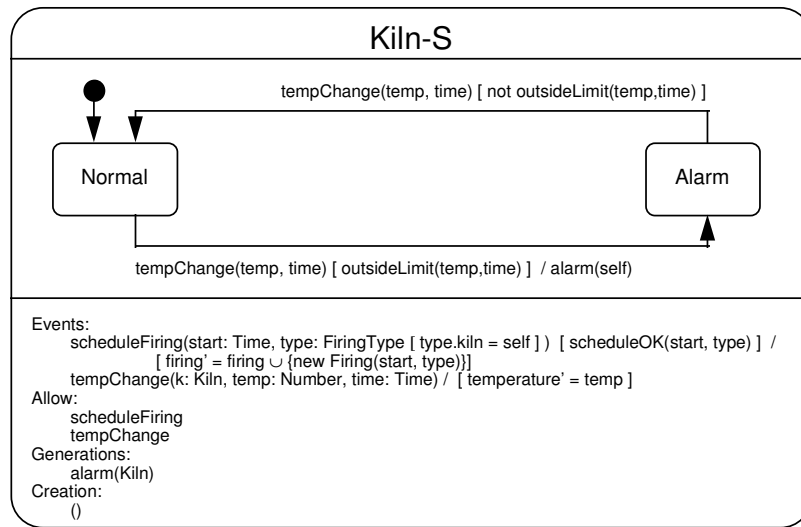 Kiln-S
tempChange(temp, time) [ not outsideLimit(temp,time) ]
Normal
Alarm
tempChange(temp, time) [ outsideLimit(temp,time) ] / alarm(self)
Events:
scheduleFiring(start: Time, type: FiringType [ type.kiln = self ] ) [ scheduleOK(start, type) ] /
[ firing’ = firing ∪ {new Firing(start, type)}]
tempChange(k: Kiln, temp: Number, time: Time) / [ temperature’ = temp ]
Allow:
scheduleFiring
tempChange
Generations:
alarm(Kiln)
Creation:
()